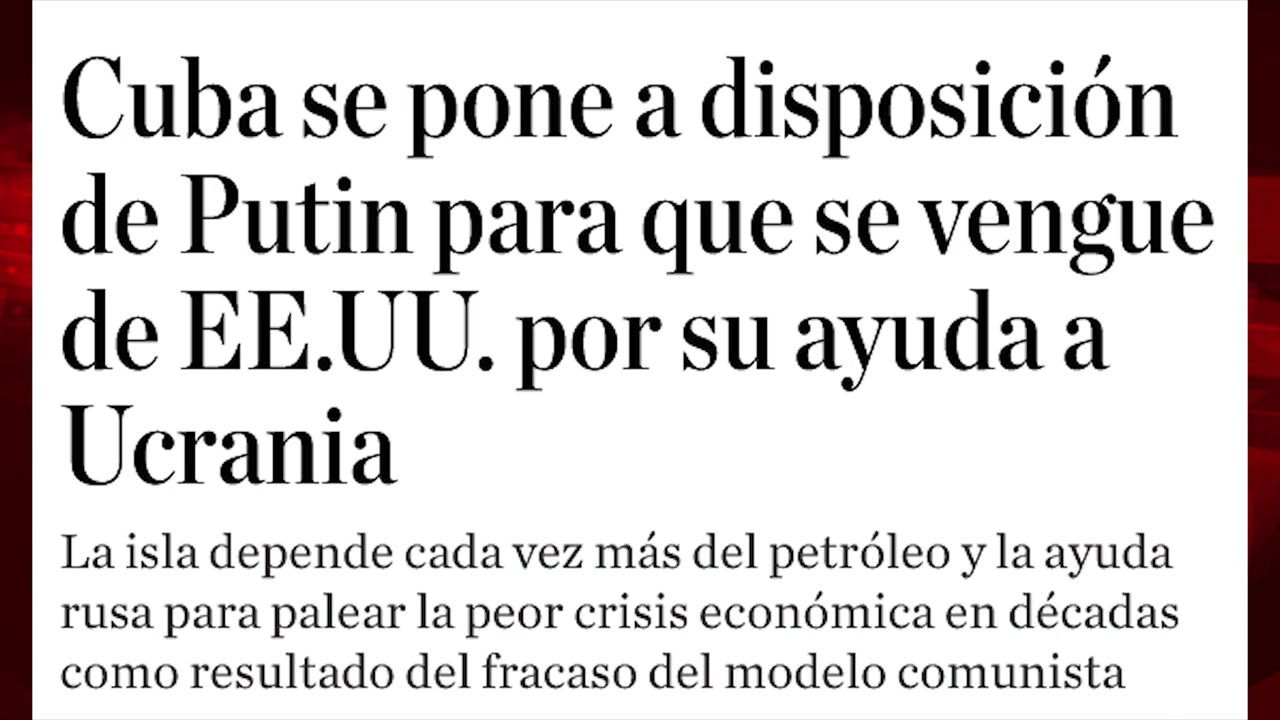 Cuba se pone a disposición
de Putin para que se vengue
de EE.UU. por su ayuda a
Ucrania
La isla depende cada vez más del petróleo y la ayuda
rusa para palear la peor crisis económica en décadas
como resultado del fracaso del modelo comunista